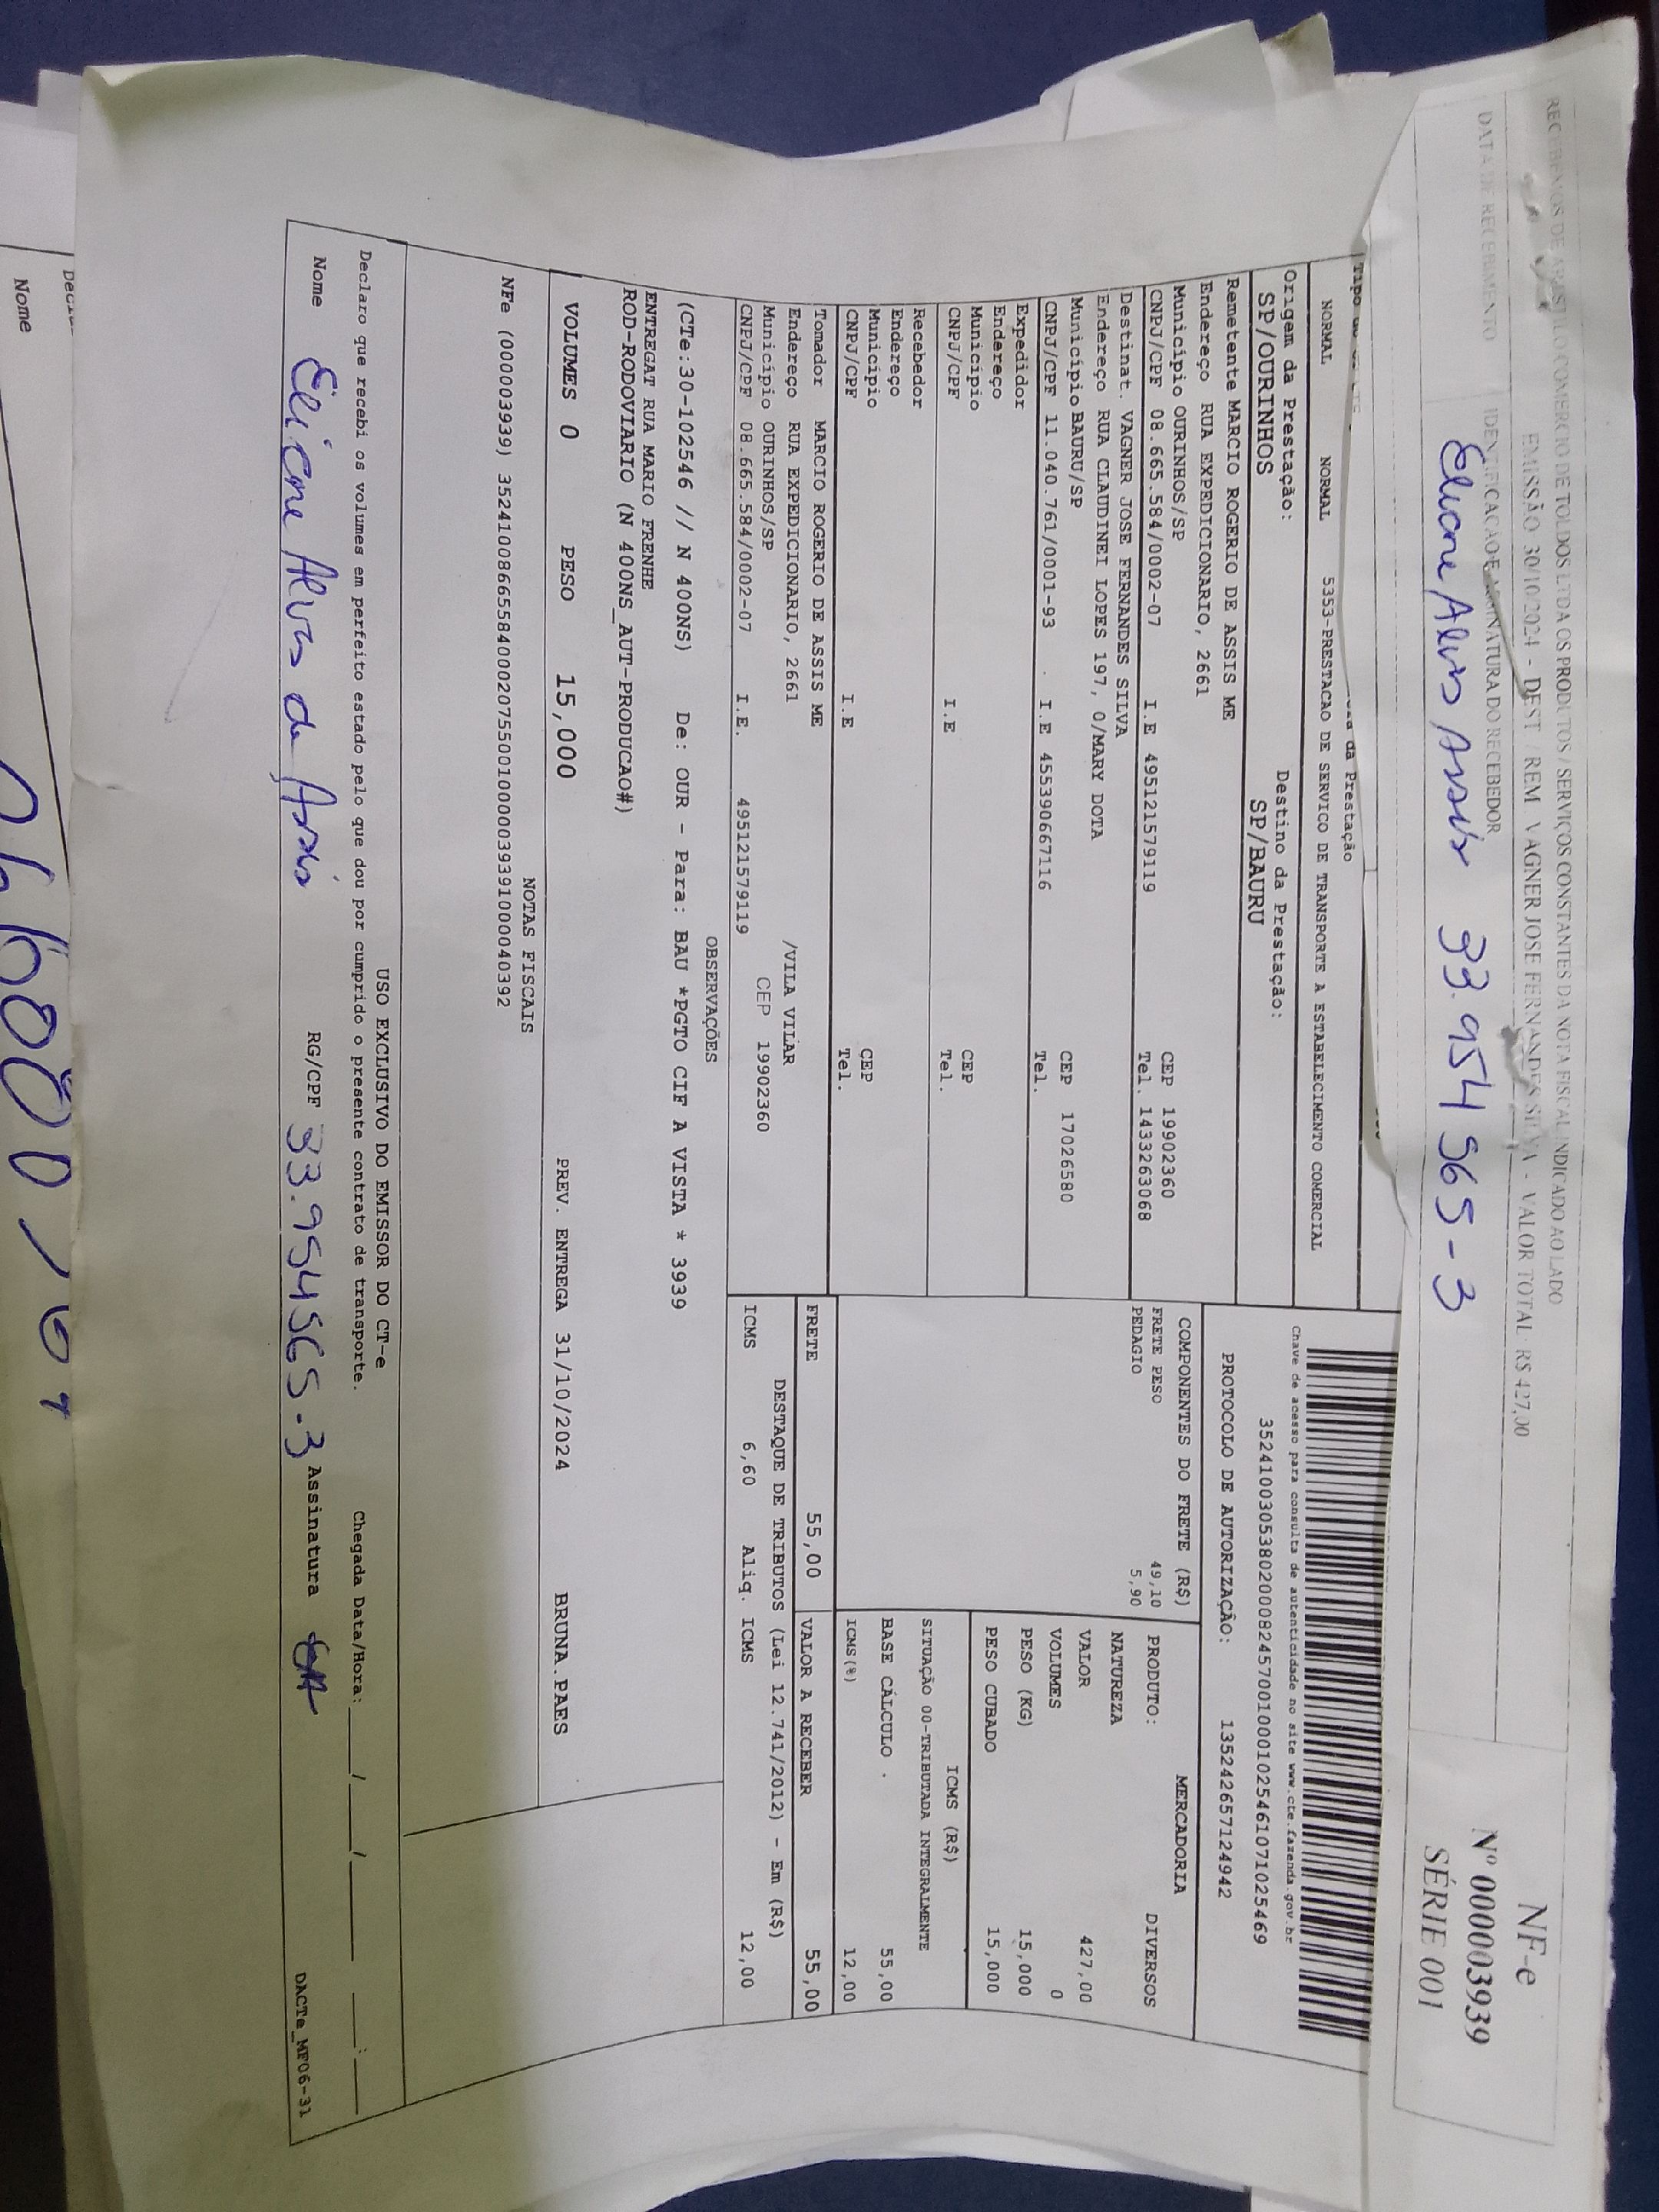 DE TOLDOS LTDA OS PRODUTOS / SERVIÇOS CONSTANTES DA NOTA FISCAL INDICADO AO LADO
EMISSÃO 30/10/2024 - DEST REM VAGNER JOSE FERNANDES SILVA - VALOR TOTAL R$ 427,00
DATA DE RECEBIMENTO
IDENTIFICAÇÃO E ASSINATURA DO RECEBEDOR
Eliane Alves Assis 33.954565-3
NF-e
Nº 000003939
SÉRIE 001
da Prestação
NORMAL NORMAL 5353-PRESTACAO DE SERVICO DE TRANSPORTE A ESTABELECIMENTO COMERCIAL
Origem da Prestação: Destino da Prestação:
SP/OURINHOS SP/BAURU
Remetente MARCIO ROGERIO DE ASSIS ME
Endereço RUA EXPEDICIONARIO, 2661
Município OURINHOS/SP CEP 19902360
CNPJ/CPF 08.665.584/0002-07 I.E 495121579119 Tel. 1433263068
Destinat. VAGNER JOSE FERNANDES SILVA
Endereço RUA CLAUDINEI LOPES 197, 0/MARY DOTA
Município BAURU/SP CEP 17026580
CNPJ/CPF 11.040.761/0001-93 I.E 455390667116 Tel.
Expedidor
Endereço
Município CEP
CNPJ/CPF I.E Tel.
Recebedor
Endereço
Município CEP
CNPJ/CPF I.E Tel.
Tomador MARCIO ROGERIO DE ASSIS ME
Endereço RUA EXPEDICIONARIO, 2661 /VILA VILAR
Município OURINHOS/SP CEP 19902360
CNPJ/CPF 08.665.584/0002-07 I.E. 495121579119
Chave de acesso para consulta de autenticidade no site www.cte.fazenda.gov.br
35241003053802000824570010001025461071025469
PROTOCOLO DE AUTORIZAÇÃO: 135242657124942
COMPONENTES DO FRETE (R$)
FRETE PESO 49,10
PEDAGIO 5,90
MERCADORIA
PRODUTO: DIVERSOS
NATUREZA
VALOR 427,00
VOLUMES 0
PESO (KG) 15,000
PESO CUBADO 15,000
ICMS (R$)
SITUAÇÃO 00-TRIBUTADA INTEGRALMENTE
BASE CÁLCULO . 55,00
ICMS(%) 12,00
FRETE 55,00 VALOR A RECEBER 55,00
DESTAQUE DE TRIBUTOS (Lei 12.741/2012) - Em (R$)
ICMS 6,60 Aliq. ICMS 12,00
OBSERVAÇÕES
(CTe:30-102546 // N 400NS) De: OUR - Para: BAU *PGTO CIF A VISTA * 3939
ENTREGAT RUA MARIO FRENHE
ROD-RODOVIARIO (N 400NS_AUT-PRODUCAO#)
VOLUMES 0 PESO 15,000 PREV. ENTREGA 31/10/2024 BRUNA.PAES
NOTAS FISCAIS
NFe (000003939) 35241008665584000207550010000039391000040392
USO EXCLUSIVO DO EMISSOR DO CT-e
Declaro que recebi os volumes em perfeito estado pelo que dou por cumprido o presente contrato de transporte. Chegada Data/Hora: ____/____/______ ____:____
Nome Eliane Alves de Assis RG/CPF 33.954565-3 Assinatura
DACTe_MF06-31
Nome